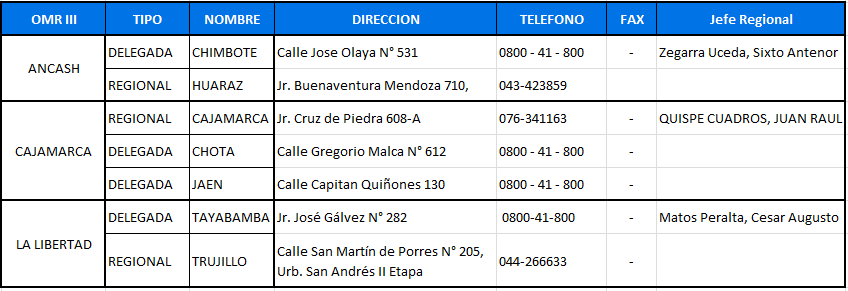 OMR III TIPO NOMBRE DIRECCION TELEFONO FAX Jefe Regional
ANCASH
DELEGADA CHIMBOTE Calle Jose Olaya N° 531 0800 - 41 - 800 - Zegarra Uceda, Sixto Antenor
REGIONAL HUARAZ Jr. Buenaventura Mendoza 710, 043-423859 -
CAJAMARCA
REGIONAL CAJAMARCA Jr. Cruz de Piedra 608-A 076-341163 - QUISPE CUADROS, JUAN RAUL
DELEGADA CHOTA Calle Gregorio Malca N° 612 0800 - 41 - 800 -
DELEGADA JAEN Calle Capitan Quiñones 130 0800 - 41 - 800 -
LA LIBERTAD
DELEGADA TAYABAMBA Jr. José Gálvez N° 282 0800-41-800 - Matos Peralta, Cesar Augusto
REGIONAL TRUJILLO Calle San Martín de Porres N° 205,
Urb. San Andrés II Etapa 044-266633 -